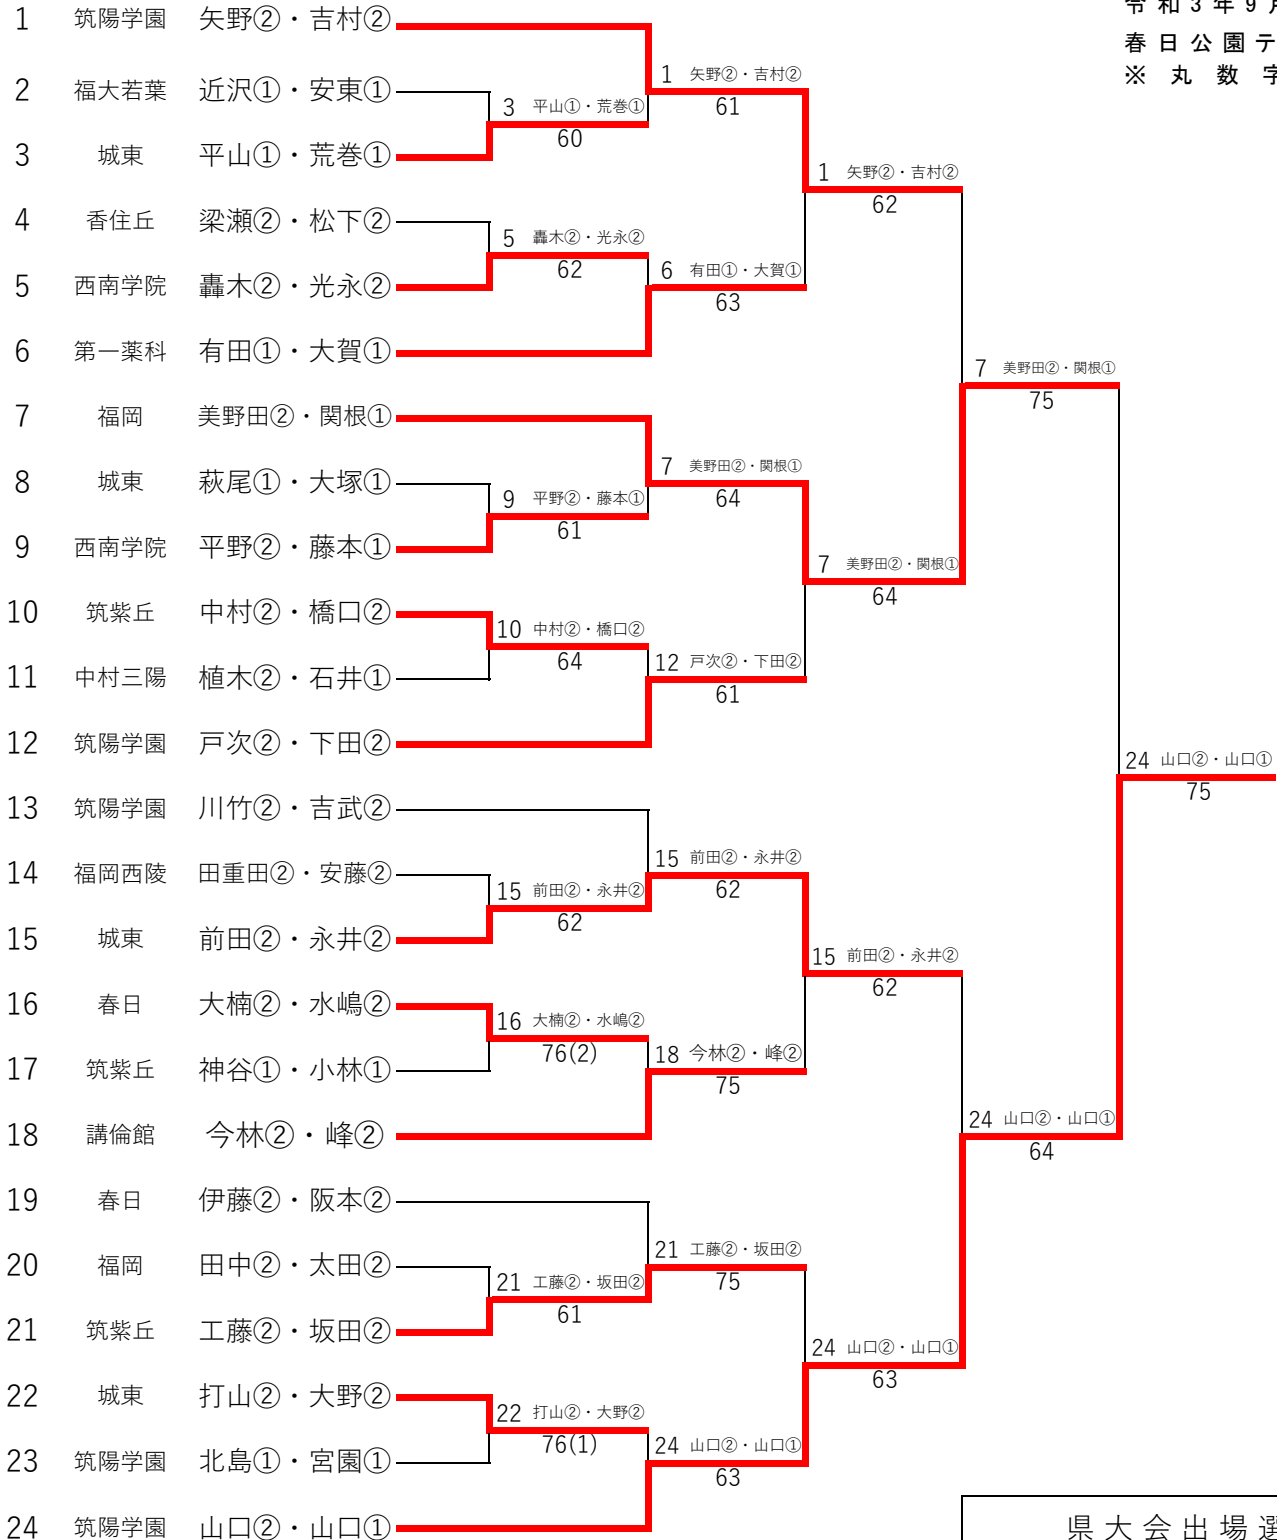 令和3年9月
春日公園テ
※丸数字
1 筑陽学園 矢野②・吉村②
2 福大若葉 近沢①・安東①
3 城東 平山①・荒巻①
4 香住丘 梁瀬②・松下②
5 西南学院 轟木②・光永②
6 第一薬科 有田①・大賀①
7 福岡 美野田②・関根①
8 城東 萩尾①・大塚①
9 西南学院 平野②・藤本①
10 筑紫丘 中村②・橋口②
11 中村三陽 植木②・石井①
12 筑陽学園 戸次②・下田②
13 筑陽学園 川竹②・吉武②
14 福岡西陵 田重田②・安藤②
15 城東 前田②・永井②
16 春日 大楠②・水嶋②
17 筑紫丘 神谷①・小林①
18 講倫館 今林②・峰②
19 春日 伊藤②・阪本②
20 福岡 田中②・太田②
21 筑紫丘 工藤②・坂田②
22 城東 打山②・大野②
23 筑陽学園 北島①・宮園①
24 筑陽学園 山口②・山口①
3 平山①・荒巻①
60
5 轟木②・光永②
62
9 平野②・藤本①
61
10 中村②・橋口②
64
15 前田②・永井②
62
16 大楠②・水嶋②
76(2)
21 工藤②・坂田②
61
22 打山②・大野②
76(1)
1 矢野②・吉村②
61
6 有田①・大賀①
63
7 美野田②・関根①
64
12 戸次②・下田②
61
15 前田②・永井②
62
18 今林②・峰②
75
21 工藤②・坂田②
75
24 山口②・山口①
63
1 矢野②・吉村②
62
7 美野田②・関根①
64
15 前田②・永井②
62
24 山口②・山口①
63
7 美野田②・関根①
75
24 山口②・山口①
64
24 山口②・山口①
75
県大会出場選